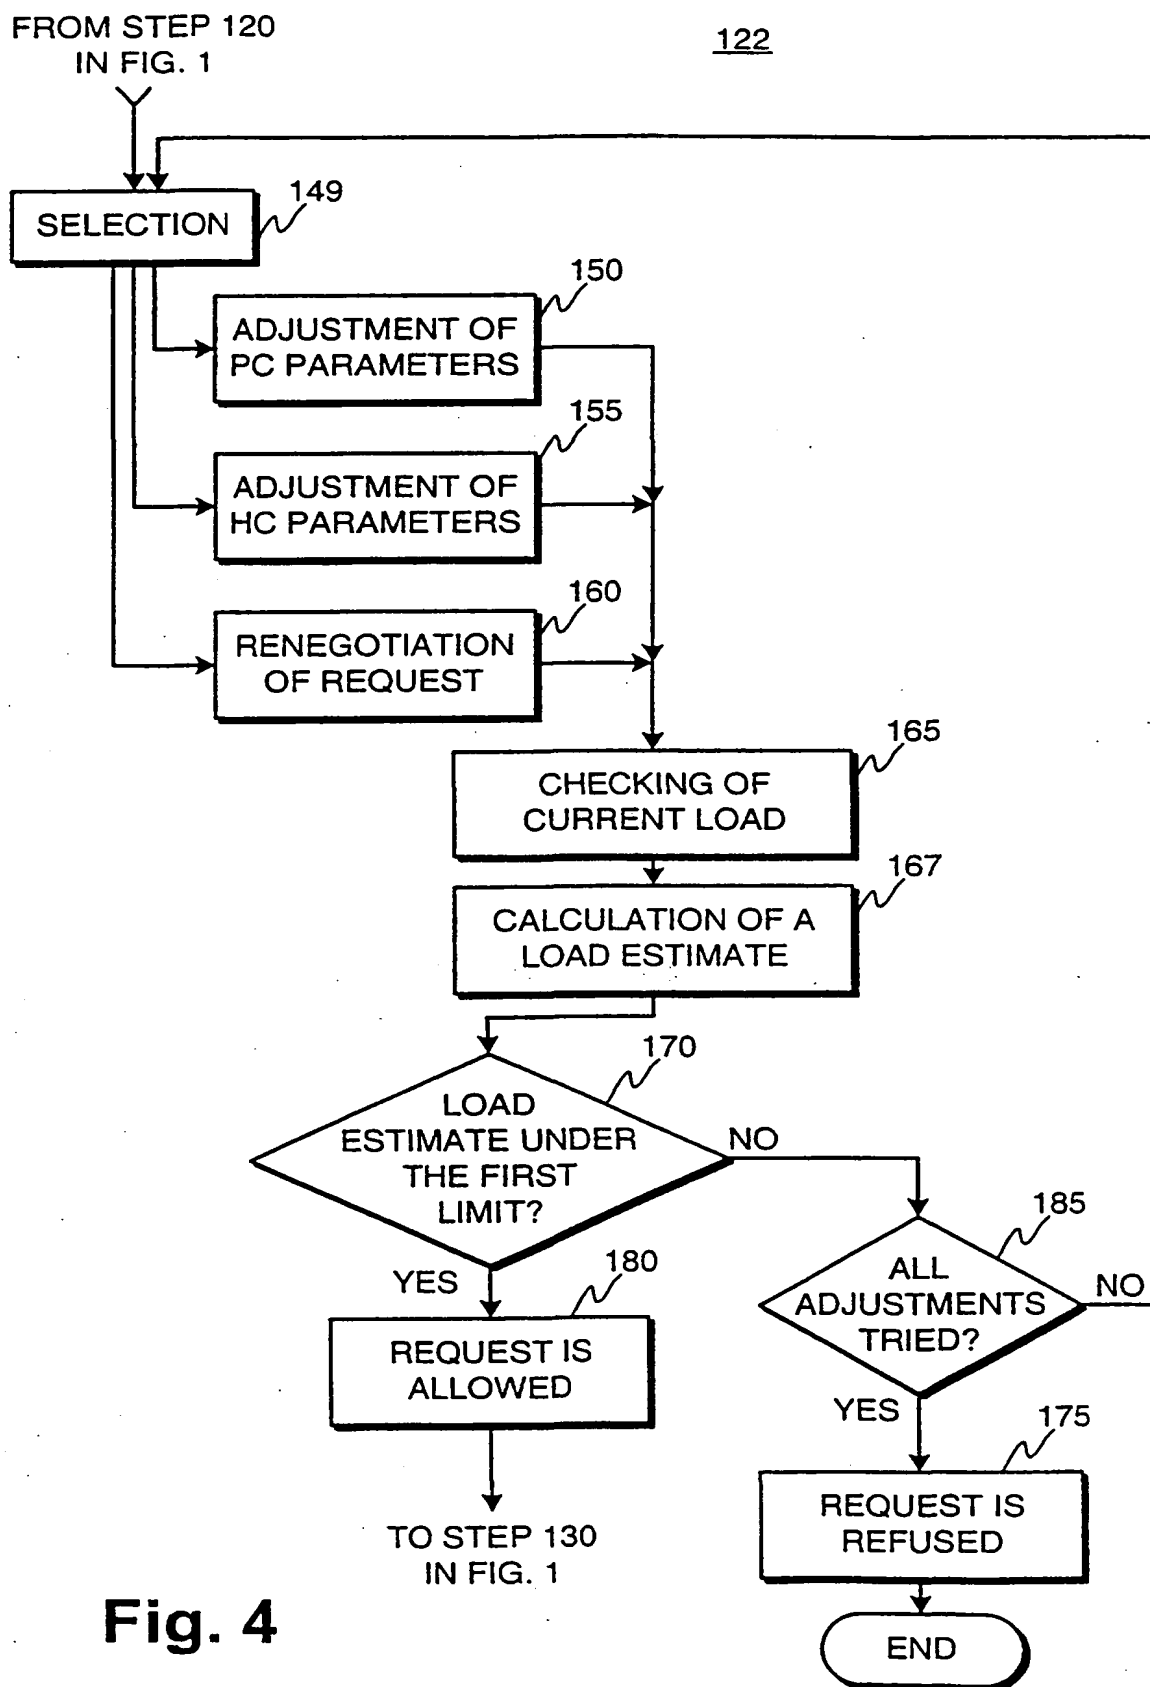 FROM STEP 120
IN FIG. 1
122
149
SELECTION
150
ADJUSTMENT OF
PC PARAMETERS
155
ADJUSTMENT OF
HC PARAMETERS
160
RENEGOTIATION
OF REQUEST
165
CHECKING OF
CURRENT LOAD
167
CALCULATION OF A
LOAD ESTIMATE
170
LOAD
ESTIMATE UNDER
THE FIRST
LIMIT?
NO
185
ALL
ADJUSTMENTS
TRIED?
NO
YES
180
REQUEST IS
ALLOWED
YES
175
REQUEST IS
REFUSED
TO STEP 130
IN FIG. 1
END
Fig. 4